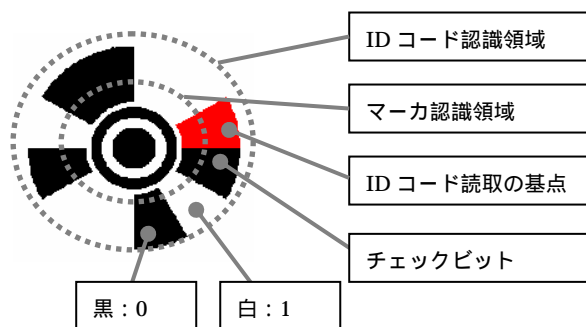 ID コード認識領域
マーカ認識領域
ID コード読取の基点
チェックビット
黒：0
白：1